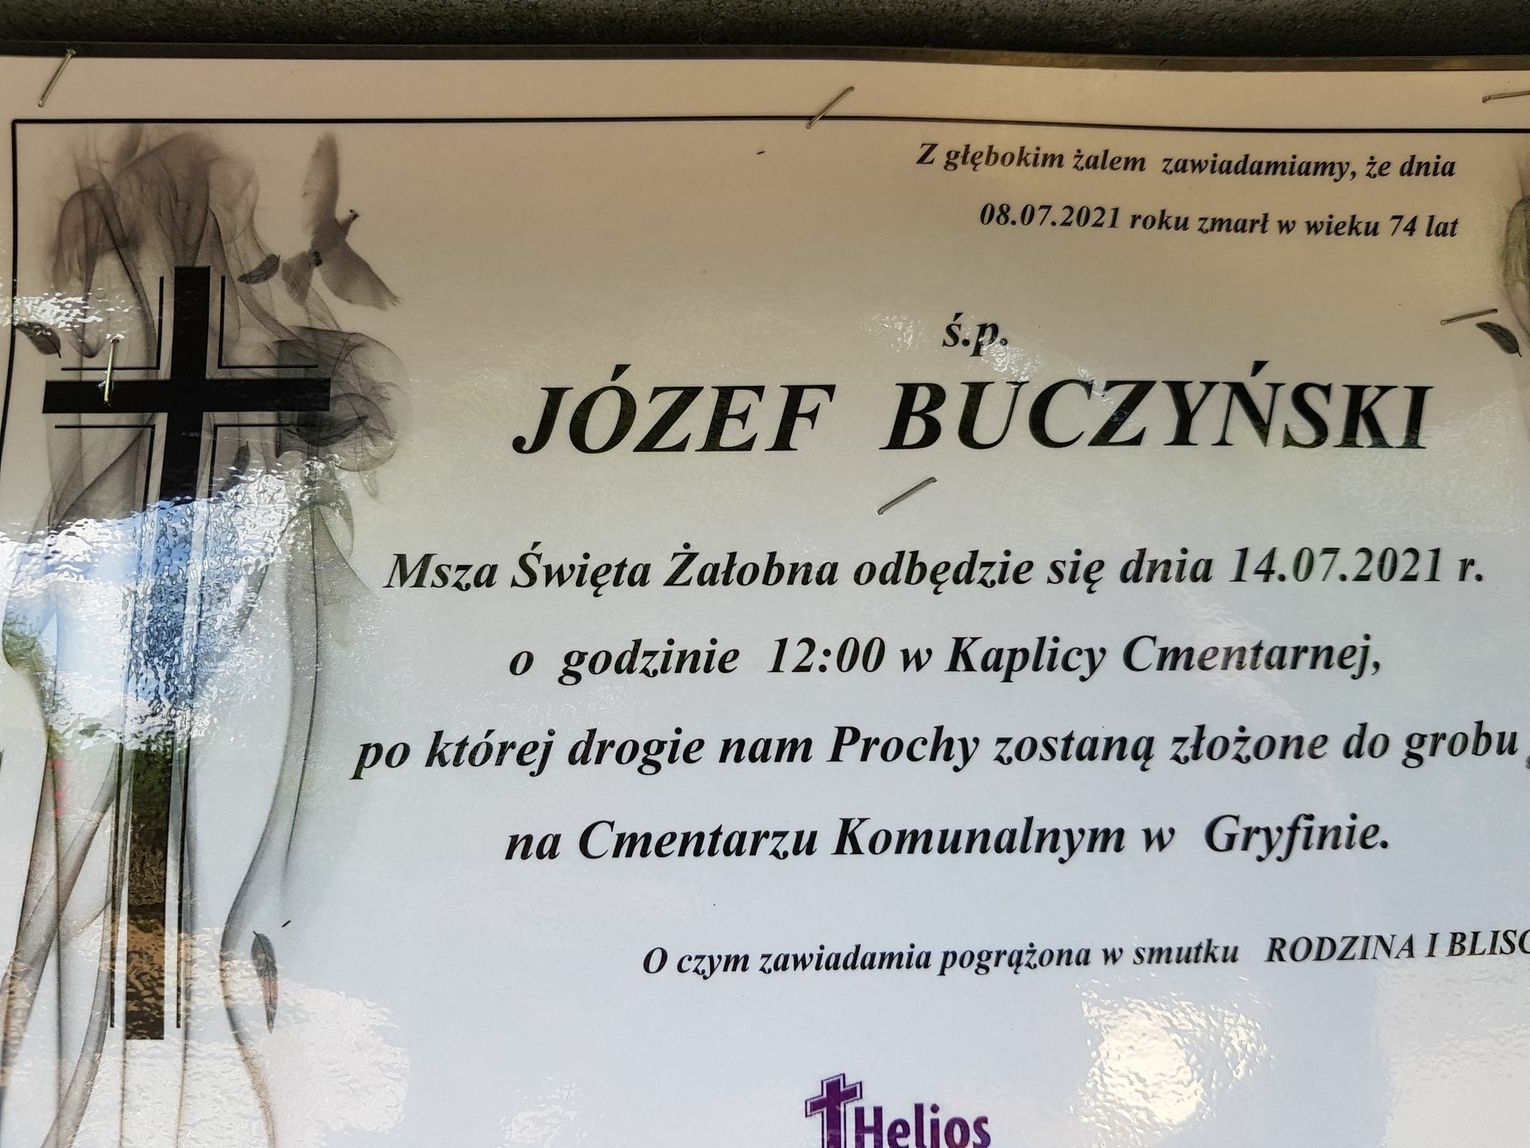 Z głębokim żalem zawiadamiamy, że dnia
08.07.2021 roku zmarł w wieku 74 lat
ś.p.
JÓZEF BUCZYŃSKI
Msza Święta Żałobna odbędzie się dnia 14.07.2021 r.
o godzinie 12:00 w Kaplicy Cmentarnej,
po której drogie nam Prochy zostaną złożone do grobu
na Cmentarzu Komunalnym w Gryfinie.
O czym zawiadamia pogrążona w smutku RODZINA I BLISC
Helios